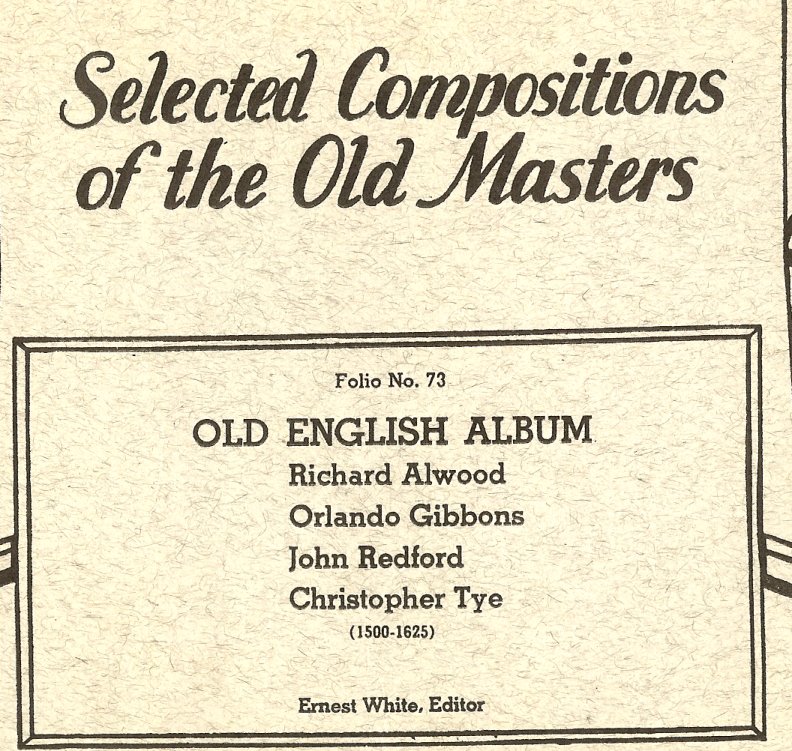 Selected Compositions
of the Old Masters
Folio No. 73
OLD ENGLISH ALBUM
Richard Alwood
Orlando Gibbons
John Redford
Christopher Tye
(1500-1625)
Ernest White, Editor